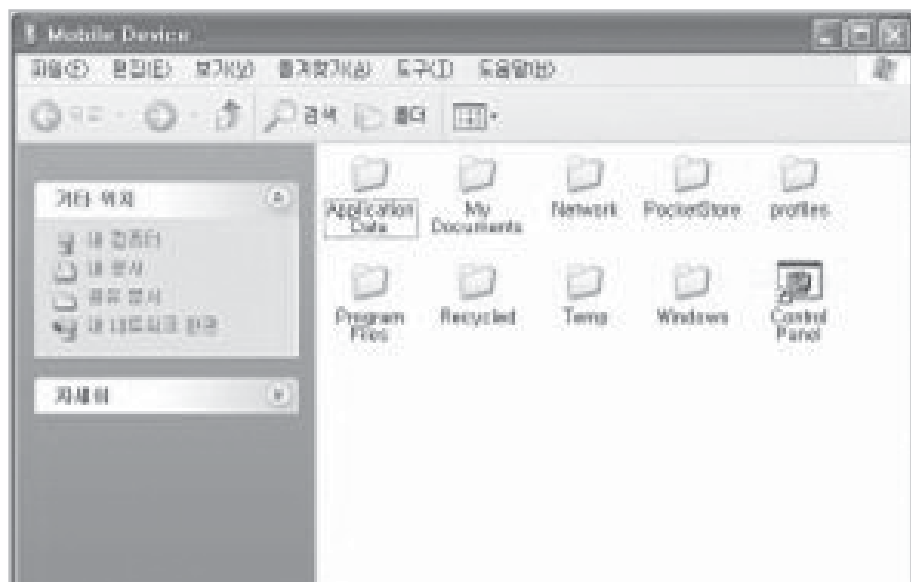 Mobile Device
파일(F) 편집(E) 보기(V) 즐겨찾기(A) 도구(T) 도움말(H)
뒤로
검색 폴더
기타 위치
내 컴퓨터
내 문서
공유 문서
내 네트워크 환경
자세히
Application Data
My Documents
Network
PocketStore
profiles
Program Files
Recycled
Temp
Windows
Control Panel